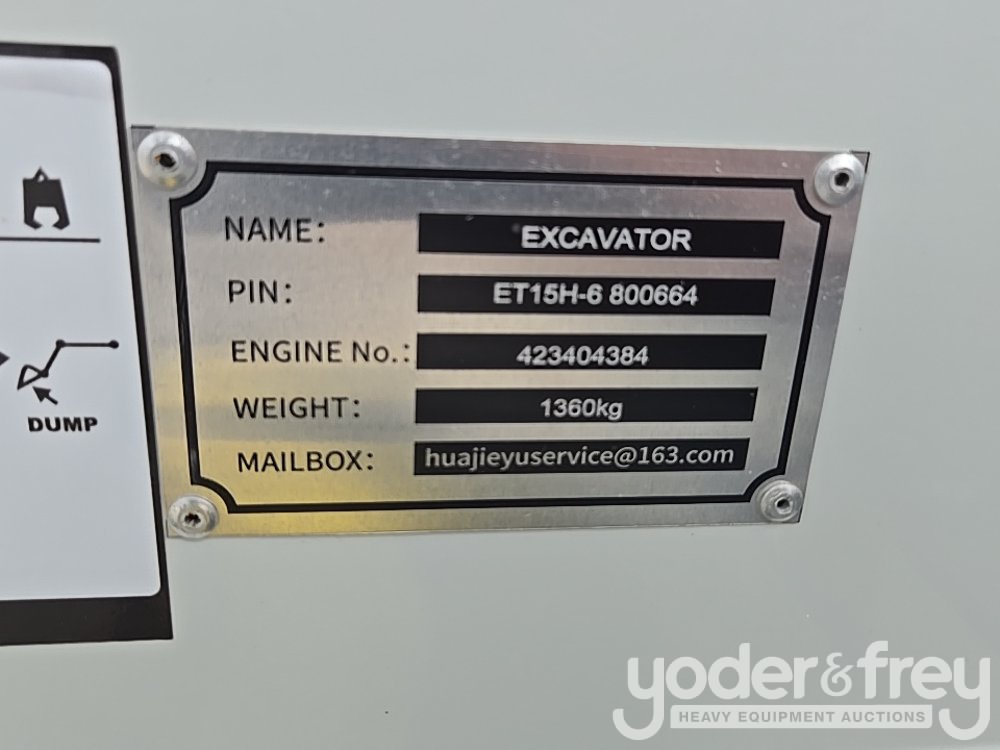 NAME: EXCAVATOR
PIN: ET15H-6 800664
ENGINE No.: 423404384
WEIGHT: 1360kg
MAILBOX: huajieyuservice@163.com
DUMP
yoder&frey
HEAVY EQUIPMENT AUCTIONS